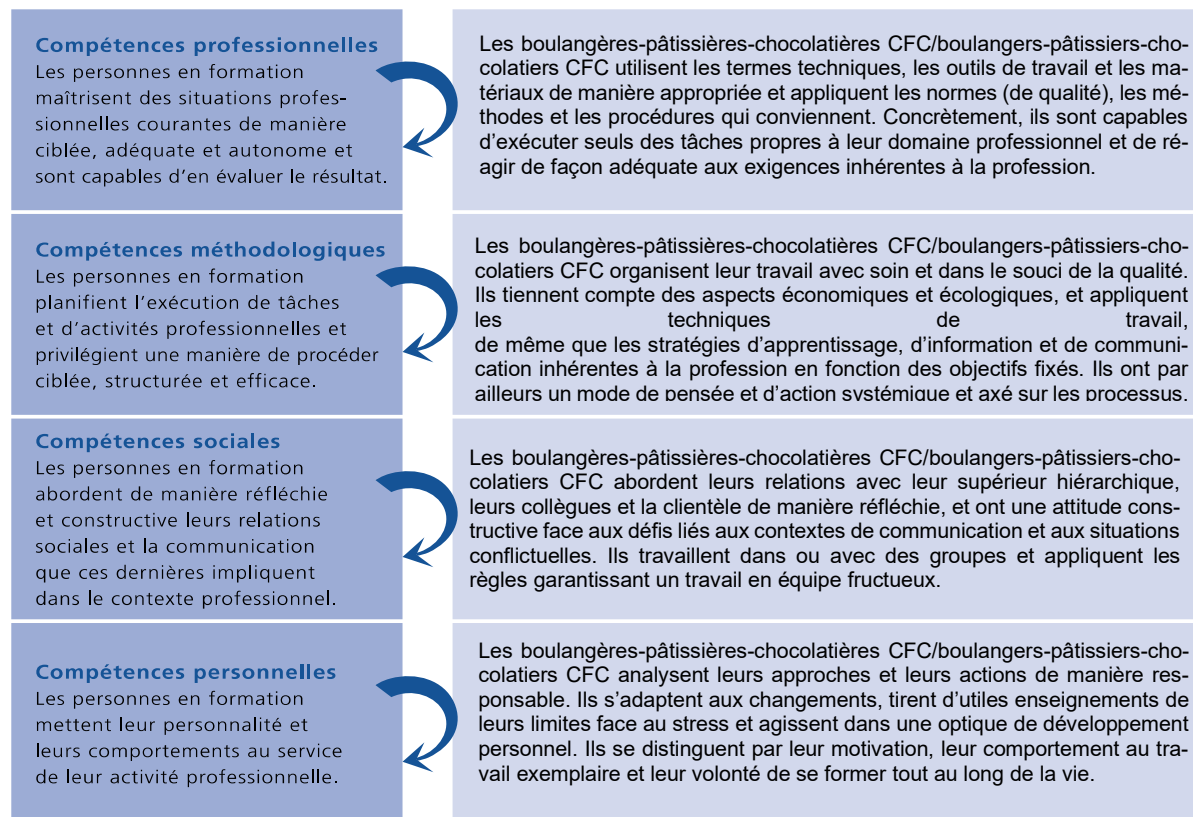 Compétences professionnelles
Les personnes en formation
maîtrisent des situations profes-
sionnelles courantes de manière
ciblée, adéquate et autonome et
sont capables d'en évaluer le résultat.
Les boulangères-pâtissières-chocolatières CFC/boulangers-pâtissiers-cho-
colatiers CFC utilisent les termes techniques, les outils de travail et les ma-
tériaux de manière appropriée et appliquent les normes (de qualité), les mé-
thodes et les procédures qui conviennent. Concrètement, ils sont capables
d'exécuter seuls des tâches propres à leur domaine professionnel et de ré-
agir de façon adéquate aux exigences inhérentes à la profession.
Compétences méthodologiques
Les personnes en formation
planifient l'exécution de tâches
et d'activités professionnelles et
privilégient une manière de procéder
ciblée, structurée et efficace.
Les boulangères-pâtissières-chocolatières CFC/boulangers-pâtissiers-cho-
colatiers CFC organisent leur travail avec soin et dans le souci de la qualité.
Ils tiennent compte des aspects économiques et écologiques, et appliquent
les techniques de travail,
de même que les stratégies d'apprentissage, d'information et de communi-
cation inhérentes à la profession en fonction des objectifs fixés. Ils ont par
ailleurs un mode de pensée et d'action systémique et axé sur les processus.
Compétences sociales
Les personnes en formation
abordent de manière réfléchie
et constructive leurs relations
sociales et la communication
que ces dernières impliquent
dans le contexte professionnel.
Les boulangères-pâtissières-chocolatières CFC/boulangers-pâtissiers-cho-
colatiers CFC abordent leurs relations avec leur supérieur hiérarchique,
leurs collègues et la clientèle de manière réfléchie, et ont une attitude cons-
tructive face aux défis liés aux contextes de communication et aux situations
conflictuelles. Ils travaillent dans ou avec des groupes et appliquent les
règles garantissant un travail en équipe fructueux.
Compétences personnelles
Les personnes en formation
mettent leur personnalité et
leurs comportements au service
de leur activité professionnelle.
Les boulangères-pâtissières-chocolatières CFC/boulangers-pâtissiers-cho-
colatiers CFC analysent leurs approches et leurs actions de manière res-
ponsable. Ils s'adaptent aux changements, tirent d'utiles enseignements de
leurs limites face au stress et agissent dans une optique de développement
personnel. Ils se distinguent par leur motivation, leur comportement au tra-
vail exemplaire et leur volonté de se former tout au long de la vie.